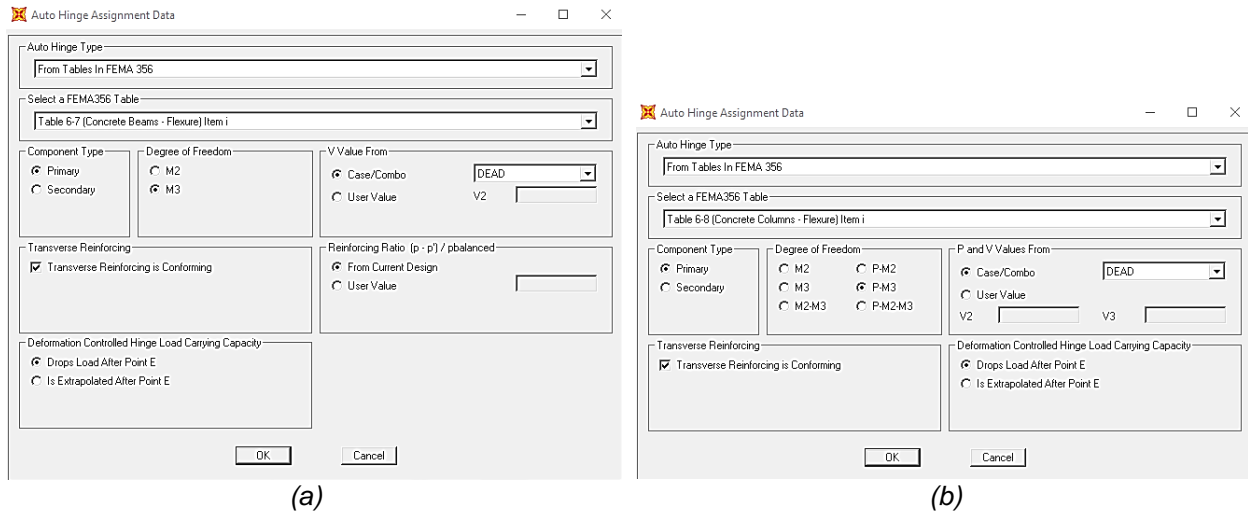 Auto Hinge Assignment Data
Auto Hinge Type
From Tables In FEMA 356
Select a FEMA356 Table
Table 6-7 (Concrete Beams - Flexure) Item i
Component Type
Primary
Secondary
Degree of Freedom
M2
M3
V Value From
Case/Combo DEAD
User Value V2
Transverse Reinforcing
Transverse Reinforcing is Conforming
Reinforcing Ratio (p - p') / pbalanced
From Current Design
User Value
Deformation Controlled Hinge Load Carrying Capacity
Drops Load After Point E
Is Extrapolated After Point E
OK Cancel
(a)
Auto Hinge Assignment Data
Auto Hinge Type
From Tables In FEMA 356
Select a FEMA356 Table
Table 6-8 (Concrete Columns - Flexure) Item i
Component Type
Primary
Secondary
Degree of Freedom
M2 P-M2
M3 P-M3
M2-M3 P-M2-M3
P and V Values From
Case/Combo DEAD
User Value
V2 V3
Transverse Reinforcing
Transverse Reinforcing is Conforming
Deformation Controlled Hinge Load Carrying Capacity
Drops Load After Point E
Is Extrapolated After Point E
OK Cancel
(b)